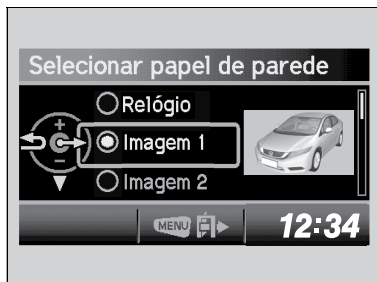 Selecionar papel de parede
Relógio
Imagem 1
Imagem 2
MENU
12:34